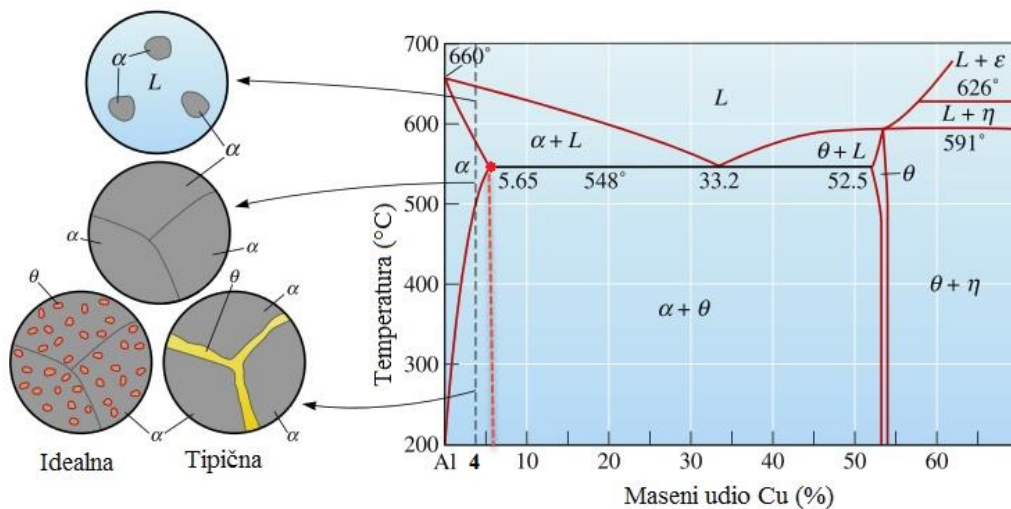 α
L
α
α
α
α
θ
α
θ
α
α
α
Idealna
Tipična
700
600
500
400
300
200
Temperatura (°C)
660°
L
L + ε
626°
L + η
591°
α + L
θ + L
θ
α
5.65
548°
33.2
52.5
α + θ
θ + η
Al
4
10
20
30
40
50
60
Maseni udio Cu (%)